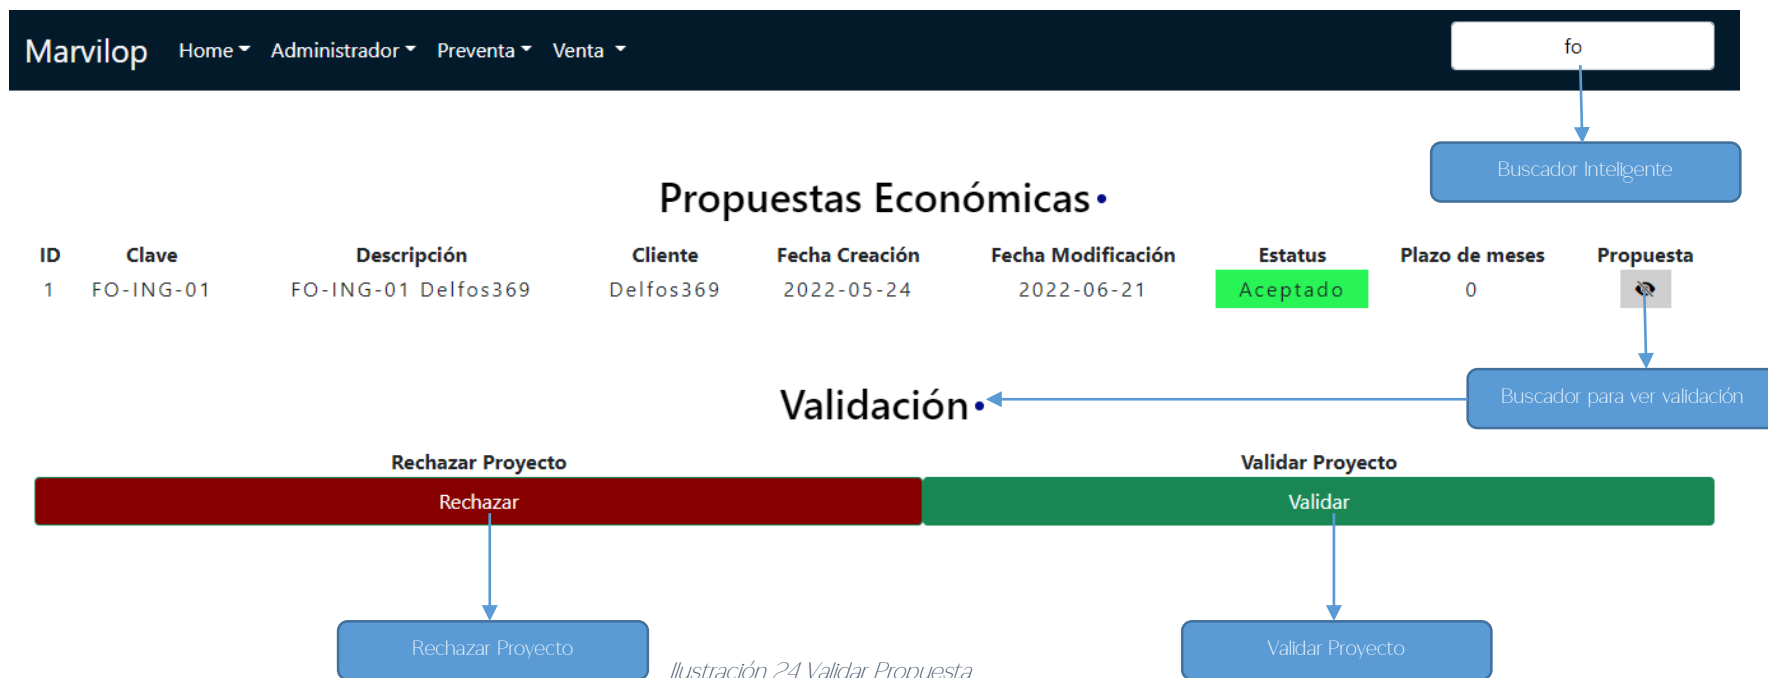 Marvilop Home Administrador Preventa Venta fo
Buscador Inteligente
Propuestas Económicas
ID Clave Descripción Cliente Fecha Creación Fecha Modificación Estatus Plazo de meses Propuesta
1 FO-ING-01 FO-ING-01 Delfos369 Delfos369 2022-05-24 2022-06-21 Aceptado 0
Validación
Buscador para ver validación
Rechazar Proyecto Validar Proyecto
Rechazar Validar
Rechazar Proyecto Validar Proyecto
Ilustración 24 Validar Propuesta